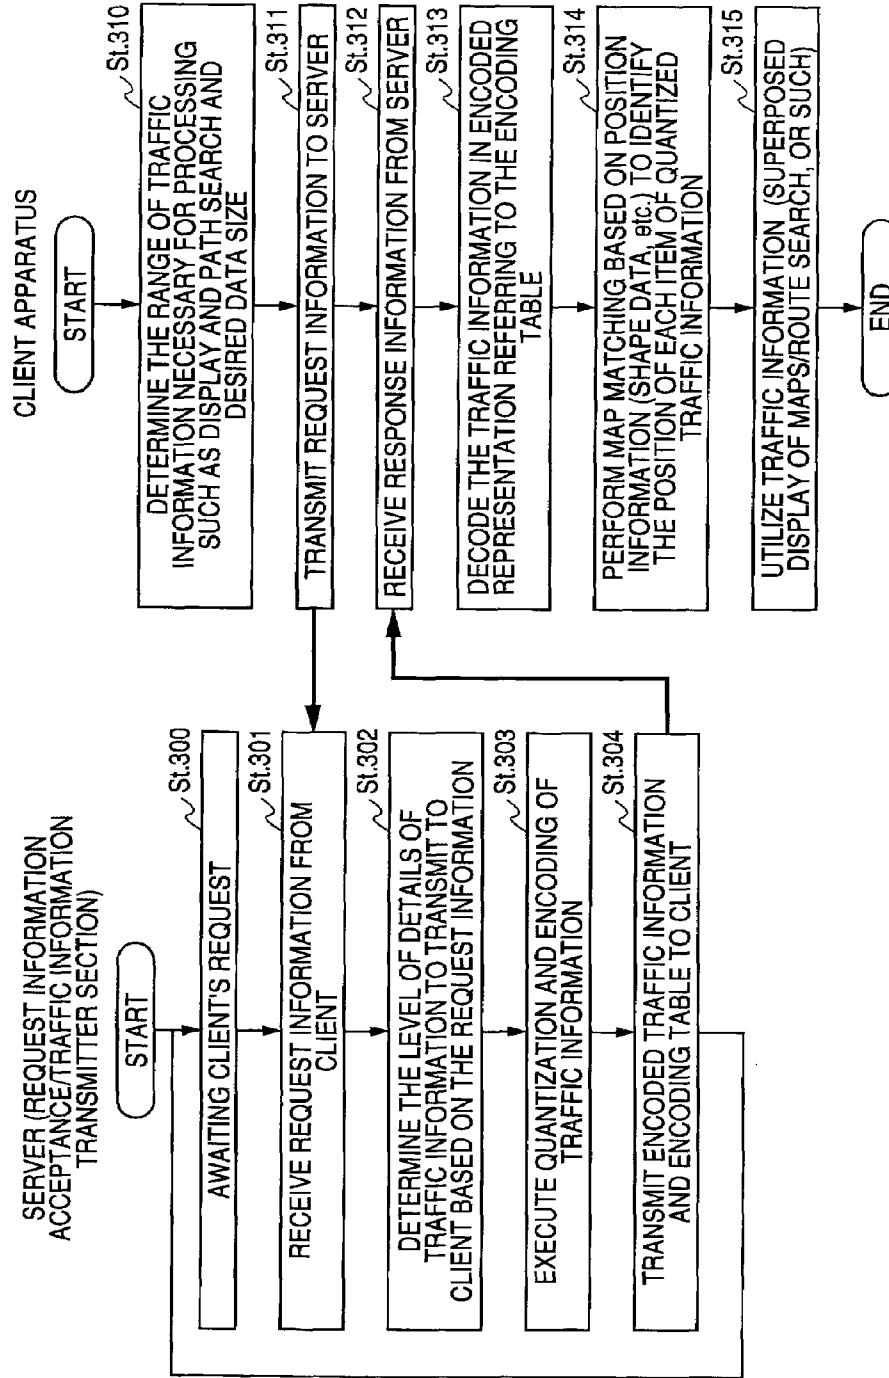 SERVER (REQUEST INFORMATION
ACCEPTANCE/TRAFFIC INFORMATION
TRANSMITTER SECTION)
START
St.300
AWAITING CLIENT'S REQUEST
St.301
RECEIVE REQUEST INFORMATION FROM
CLIENT
St.302
DETERMINE THE LEVEL OF DETAILS OF
TRAFFIC INFORMATION TO TRANSMIT TO
CLIENT BASED ON THE REQUEST INFORMATION
St.303
EXECUTE QUANTIZATION AND ENCODING OF
TRAFFIC INFORMATION
St.304
TRANSMIT ENCODED TRAFFIC INFORMATION
AND ENCODING TABLE TO CLIENT
CLIENT APPARATUS
START
St.310
DETERMINE THE RANGE OF TRAFFIC
INFORMATION NECESSARY FOR PROCESSING
SUCH AS DISPLAY AND PATH SEARCH AND
DESIRED DATA SIZE
St.311
TRANSMIT REQUEST INFORMATION TO SERVER
St.312
RECEIVE RESPONSE INFORMATION FROM SERVER
St.313
DECODE THE TRAFFIC INFORMATION IN ENCODED
REPRESENTATION REFERRING TO THE ENCODING
TABLE
St.314
PERFORM MAP MATCHING BASED ON POSITION
INFORMATION (SHAPE DATA, etc.) TO IDENTIFY
THE POSITION OF EACH ITEM OF QUANTIZED
TRAFFIC INFORMATION
St.315
UTILIZE TRAFFIC INFORMATION (SUPERPOSED
DISPLAY OF MAPS/ROUTE SEARCH, OR SUCH)
END